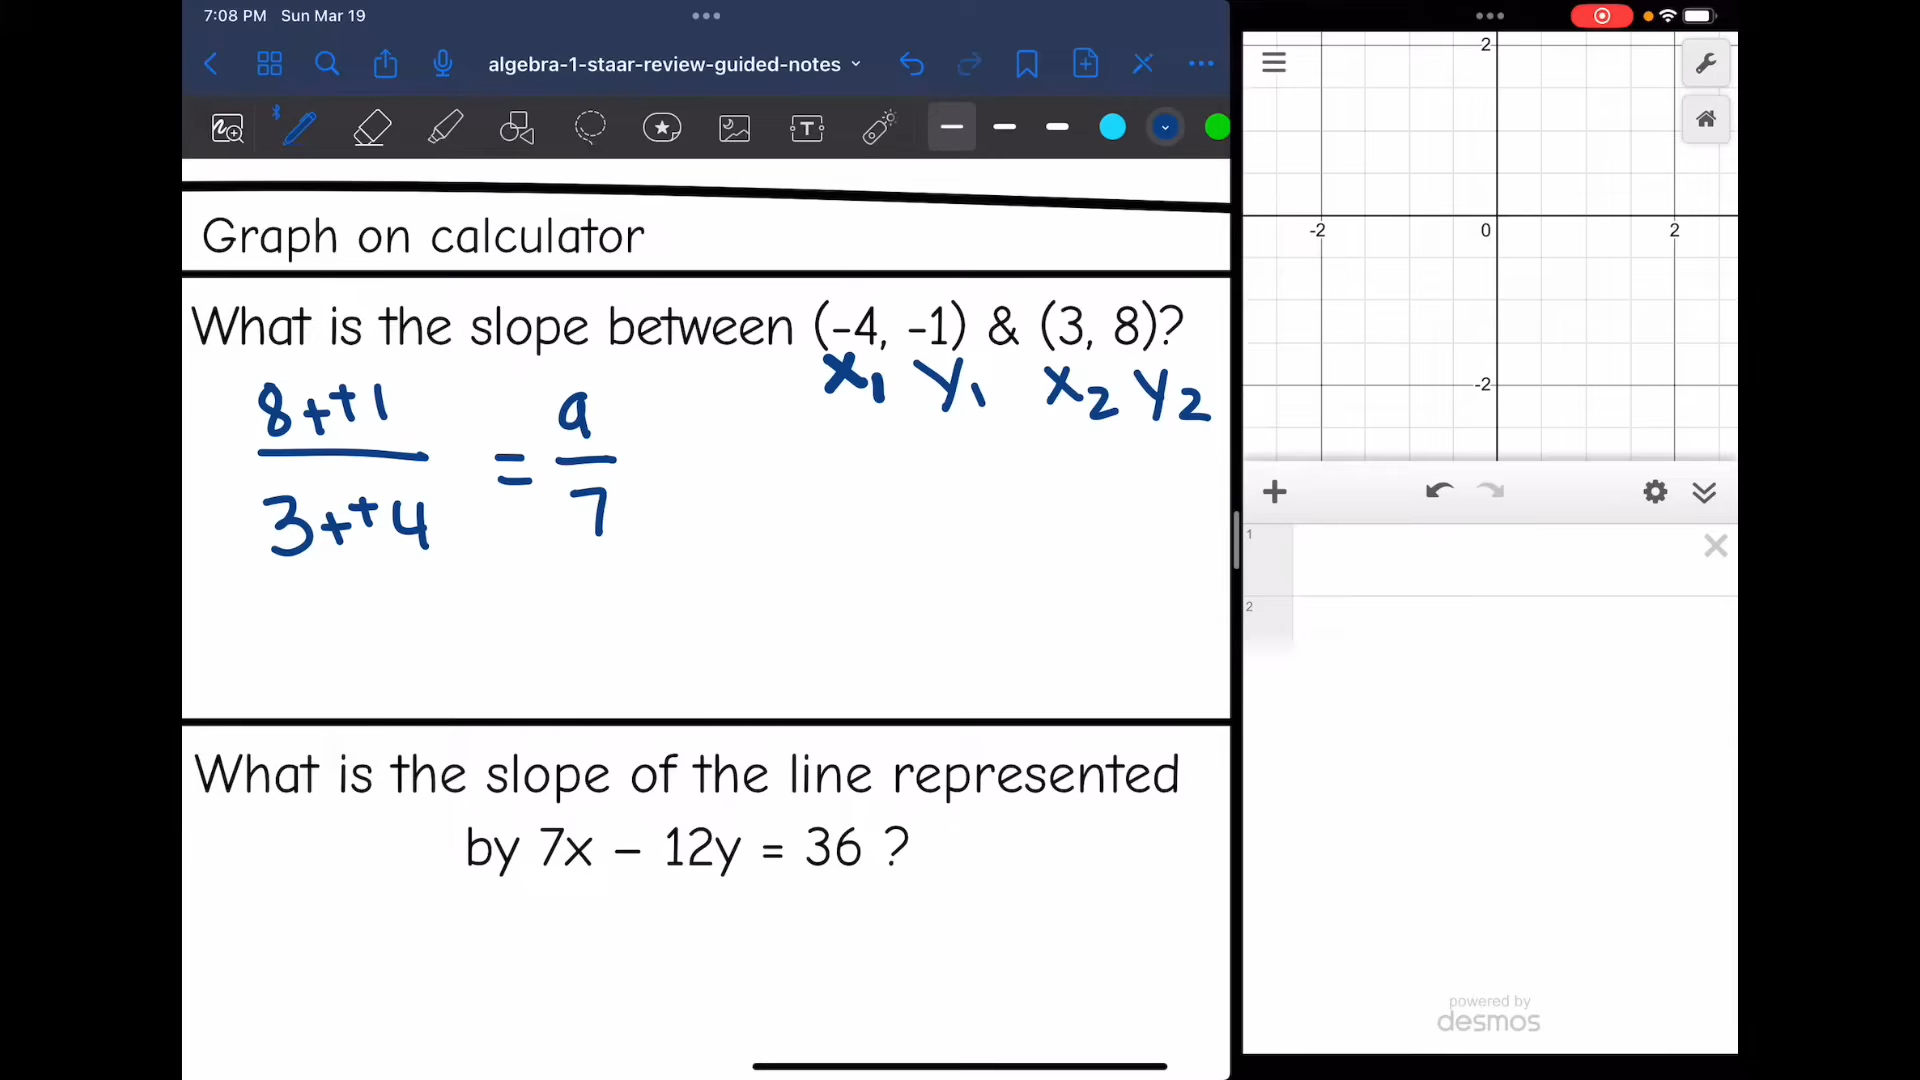 7:08 PM Sun Mar 19
algebra-1-staar-review-guided-notes
T
Graph on calculator
What is the slope between (-4, -1) & (3, 8)?
x₁ y₁ x₂ y₂
8 + +1
= 9
3 + +4
7
What is the slope of the line represented
by 7x – 12y = 36 ?
2
-2 0 2
-2
1
2
powered by
desmos